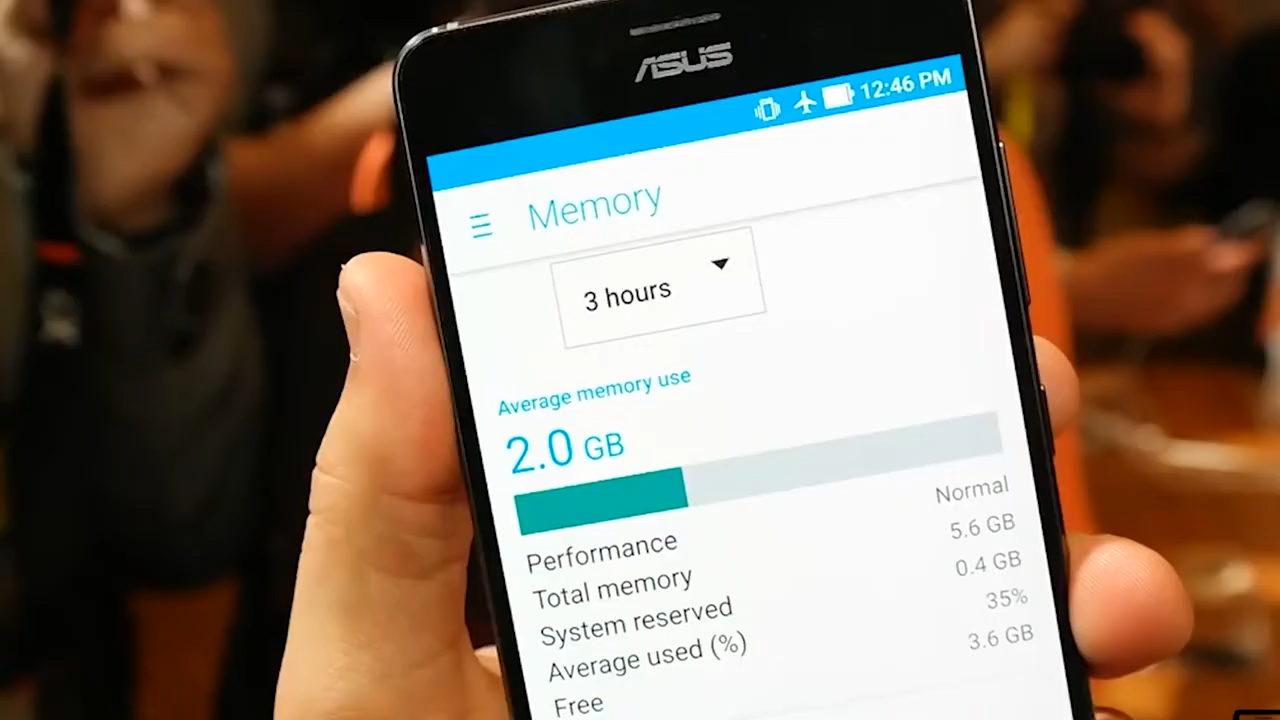 ASUS
12:46 PM
Memory
3 hours
Average memory use
2.0 GB
Performance Normal
Total memory 5.6 GB
System reserved 0.4 GB
Average used (%) 35%
Free 3.6 GB